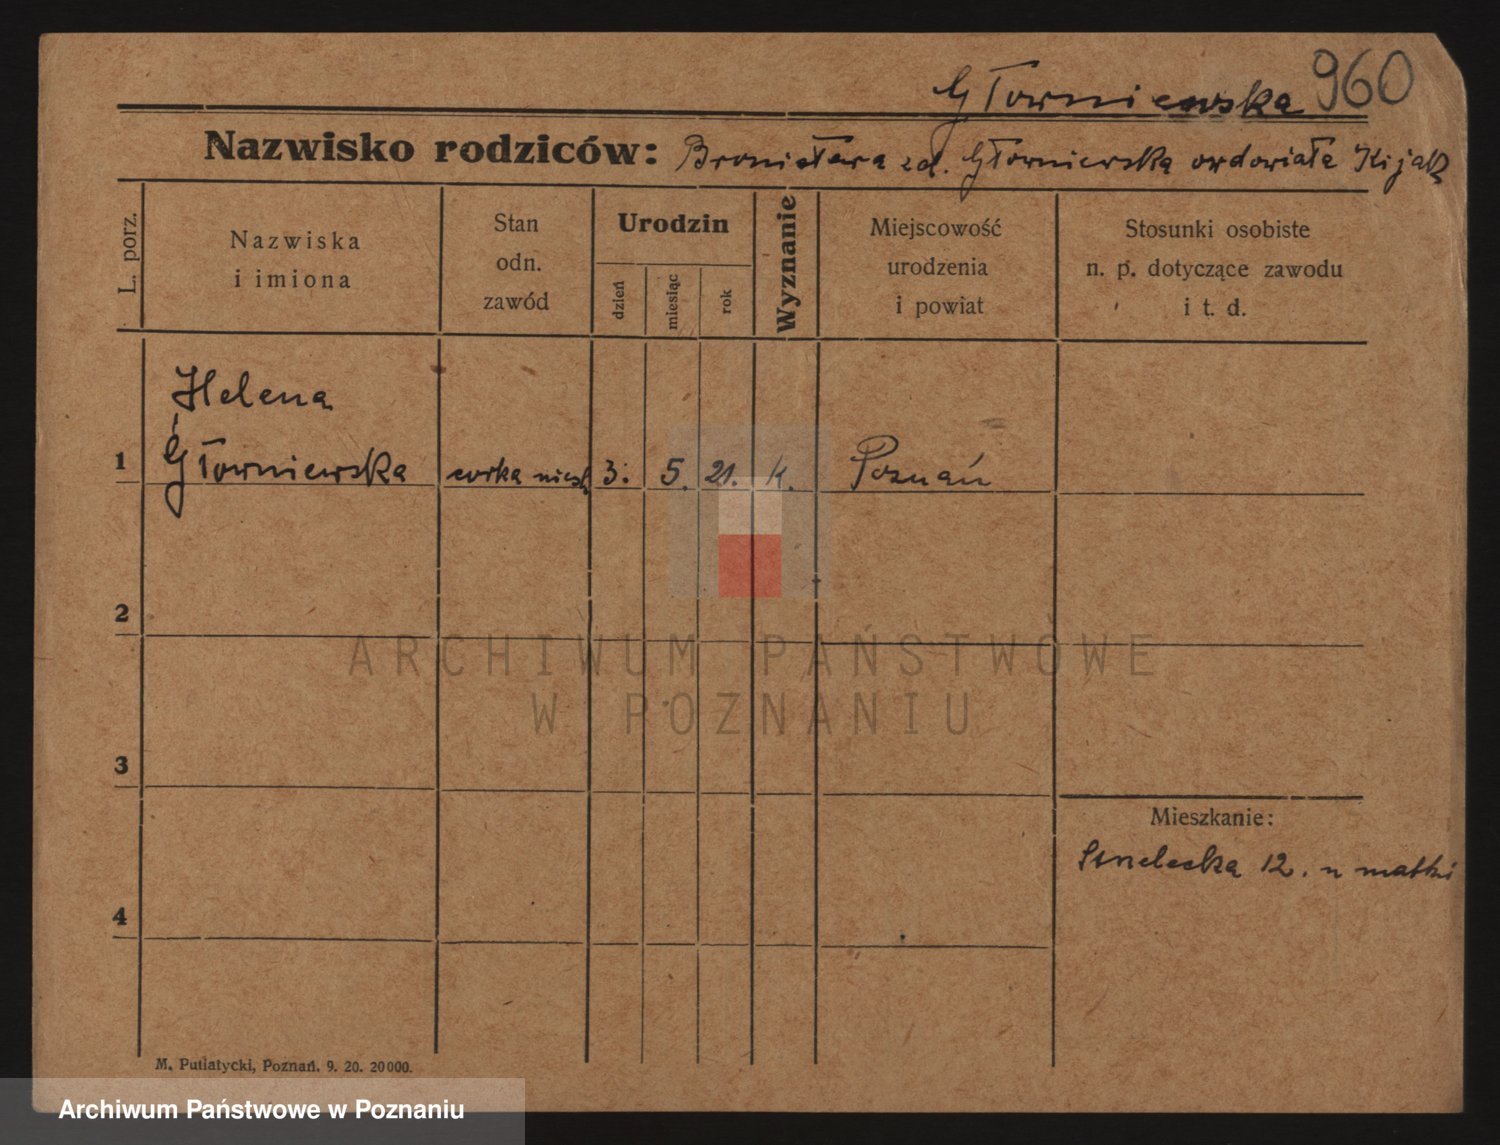 Głowniewska 960
Nazwisko rodziców: Bronisława zd. Głowniewska owdowiała Kijak
L. porz.
Nazwiska
i imiona
Stan
odn.
zawód
Urodzin
dzień
miesiąc
rok
Wyznanie
Miejscowość
urodzenia
i powiat
Stosunki osobiste
n. p. dotyczące zawodu
i t. d.
Helena
1 Głowniewska córka 3. 5. 21. k. Poznań
2
3
4
Mieszkanie:
Strzelecka 12. u matki
M. Putiatycki, Poznań. 9. 20. 20000.
ARCHIWUM PAŃSTWOWE
W POZNANIU
Archiwum Państwowe w Poznaniu